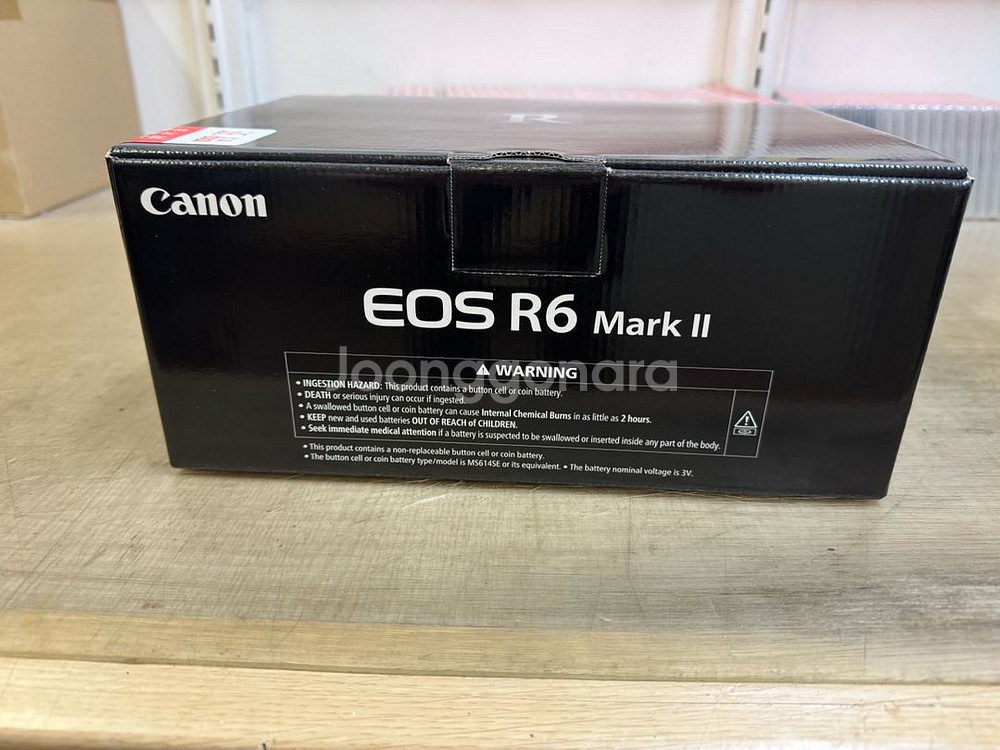 R
Canon
EOS R6 Mark II
Joonggonara
⚠ WARNING
• INGESTION HAZARD: This product contains a button cell or coin battery.
• DEATH or serious injury can occur if ingested.
• A swallowed button cell or coin battery can cause Internal Chemical Burns in as little as 2 hours.
• KEEP new and used batteries OUT OF REACH of CHILDREN.
• Seek immediate medical attention if a battery is suspected to be swallowed or inserted inside any part of the body.
• This product contains a non-replaceable button cell or coin battery.
• The button cell or coin battery type/model is MS614SE or its equivalent. • The battery nominal voltage is 3V.